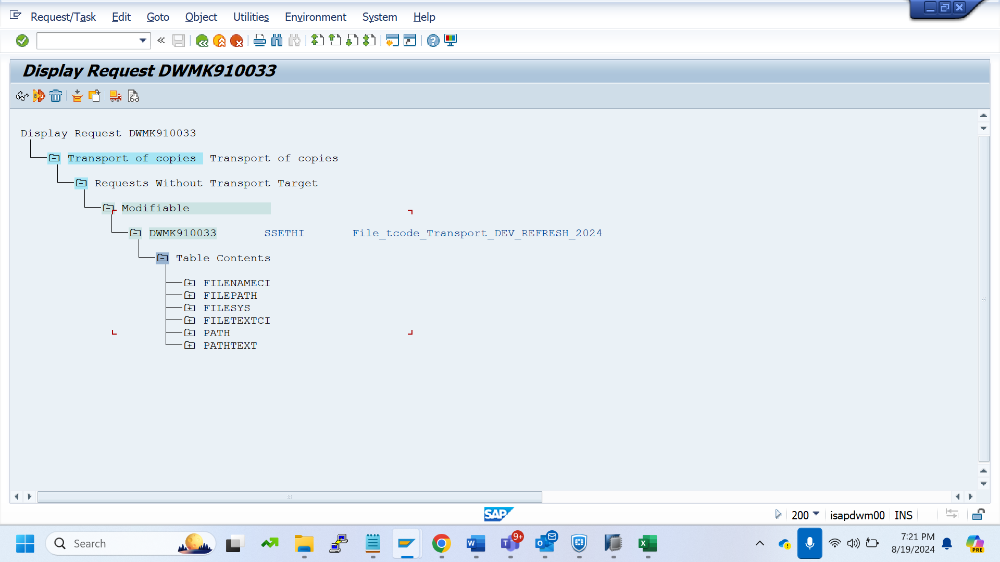 Request/Task Edit Goto Object Utilities Environment System Help
Display Request DWMK910033
Display Request DWMK910033
Transport of copies Transport of copies
Requests Without Transport Target
Modifiable
DWMK910033 SSETHI File_tcode_Transport_DEV_REFRESH_2024
Table Contents
FILENAMECI
FILEPATH
FILESYS
FILETEXTCI
PATH
PATHTEXT
SAP 200 isapdwm00 INS
Search 9+ 7:21 PM
8/19/2024
PRE